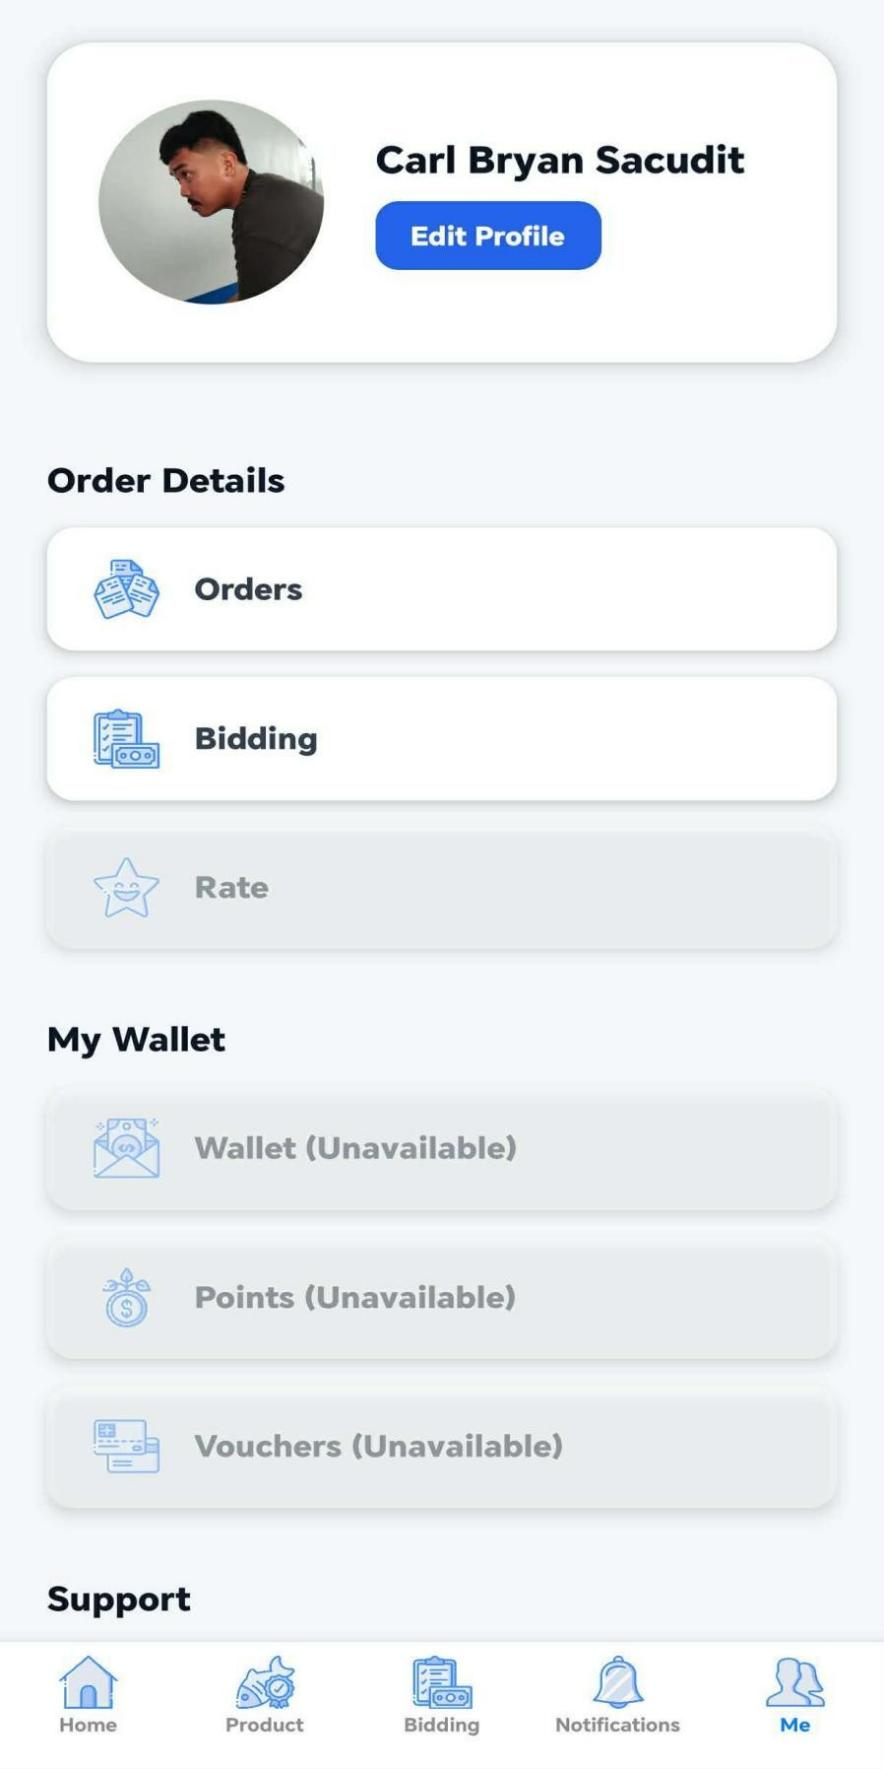 Carl Bryan Sacudit
Edit Profile
Order Details
Orders
Bidding
Rate
My Wallet
Wallet (Unavailable)
Points (Unavailable)
Vouchers (Unavailable)
Support
Home
Product
Bidding
Notifications
Me